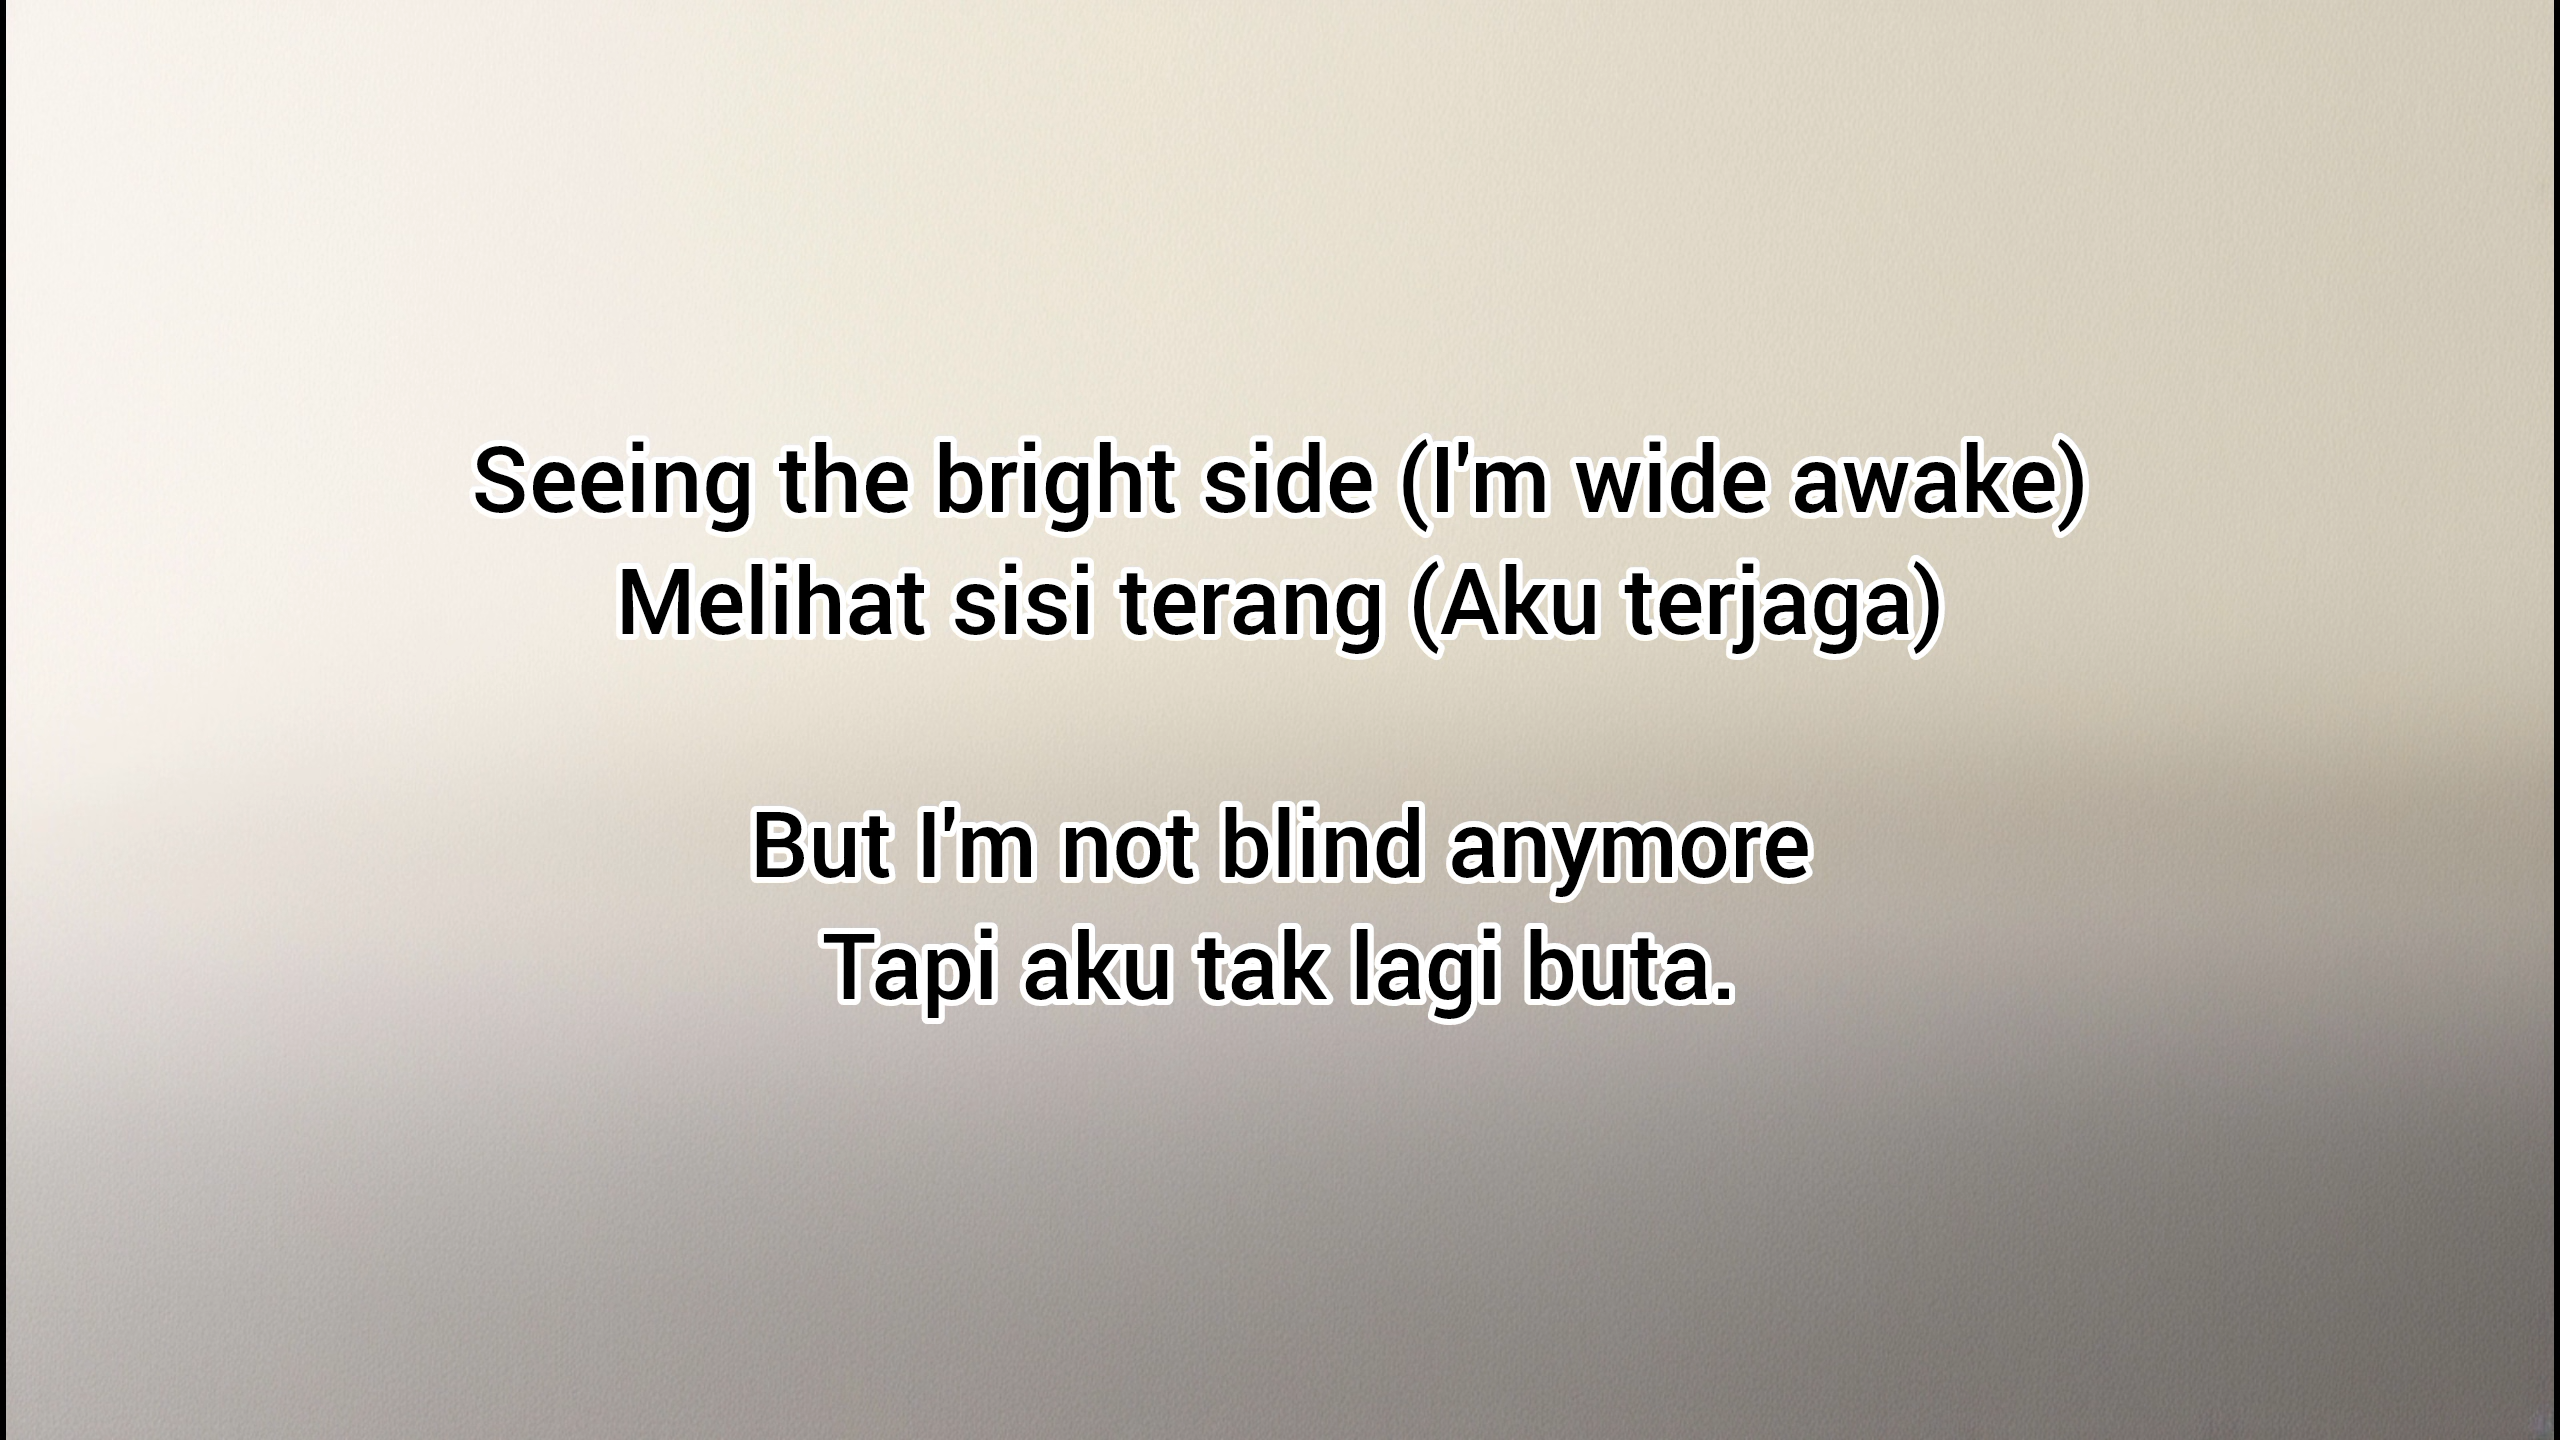 Seeing the bright side (I'm wide awake)
Melihat sisi terang (Aku terjaga)
But I'm not blind anymore
Tapi aku tak lagi buta.